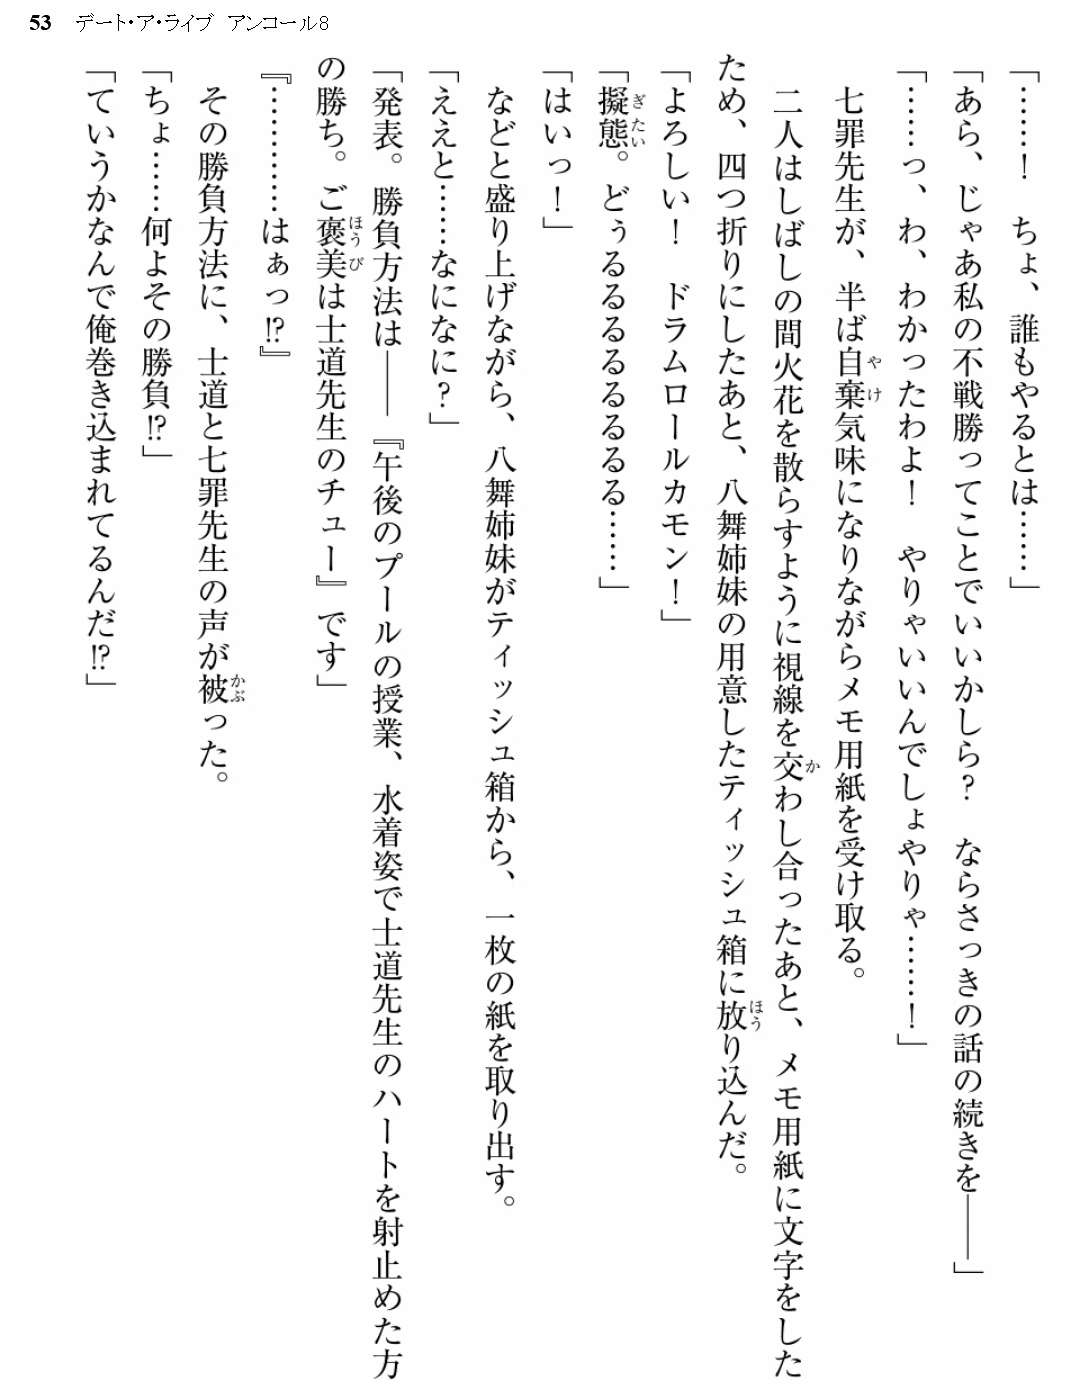 53 デート・ア・ライブ アンコール8
「……！　ちょ、誰もやるとは……」
「あら、じゃあ私の不戦勝ってことでいいかしら？　ならさっきの話の続きを――」
「……っ、わ、わかったわよ！　やりゃいいんでしょやりゃ……！」
七罪先生が、半ば自棄気味になりながらメモ用紙を受け取る。
二人はしばしの間火花を散らすように視線を交わし合ったあと、メモ用紙に文字をした
ため、四つ折りにしたあと、八舞姉妹の用意したティッシュ箱に放り込んだ。
「よろしい！　ドラムロールカモン！」
「擬態。どぅるるるるるるるる……」
「はいっ！」
などと盛り上げながら、八舞姉妹がティッシュ箱から、一枚の紙を取り出す。
「ええと……なになに？」
「発表。勝負方法は――『午後のプールの授業、水着姿で士道先生のハートを射止めた方
の勝ち。ご褒美は士道先生のチュー』です」
『…………はぁっ!?』
その勝負方法に、士道と七罪先生の声が被った。
「ちょ……何よその勝負!?」
「ていうかなんで俺巻き込まれてるんだ!?」